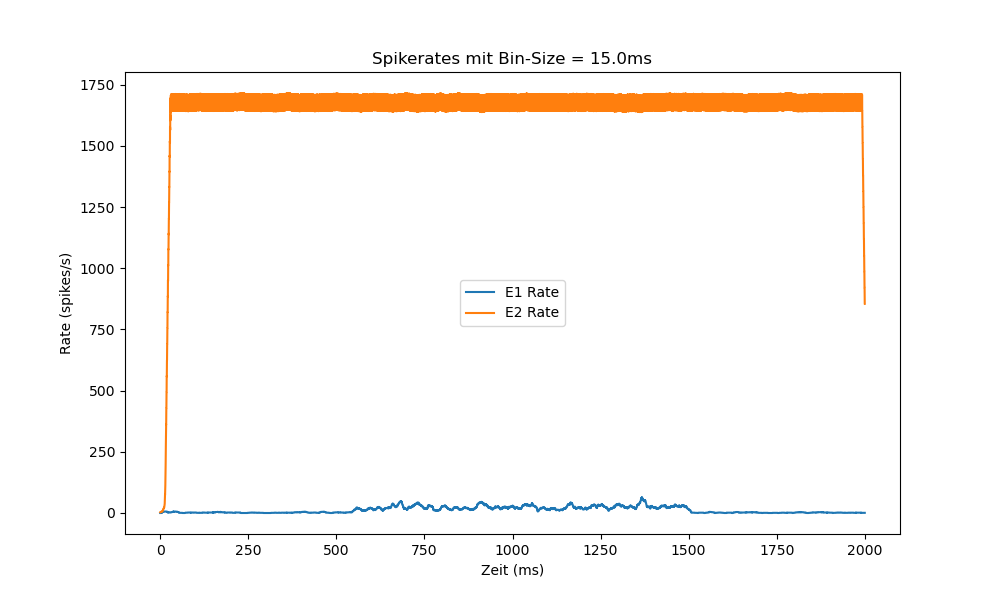 Spikerates mit Bin-Size = 15.0ms
1750
1500
1250
1000
750
500
250
0
Rate (spikes/s)
E1 Rate
E2 Rate
0 250 500 750 1000 1250 1500 1750 2000
Zeit (ms)